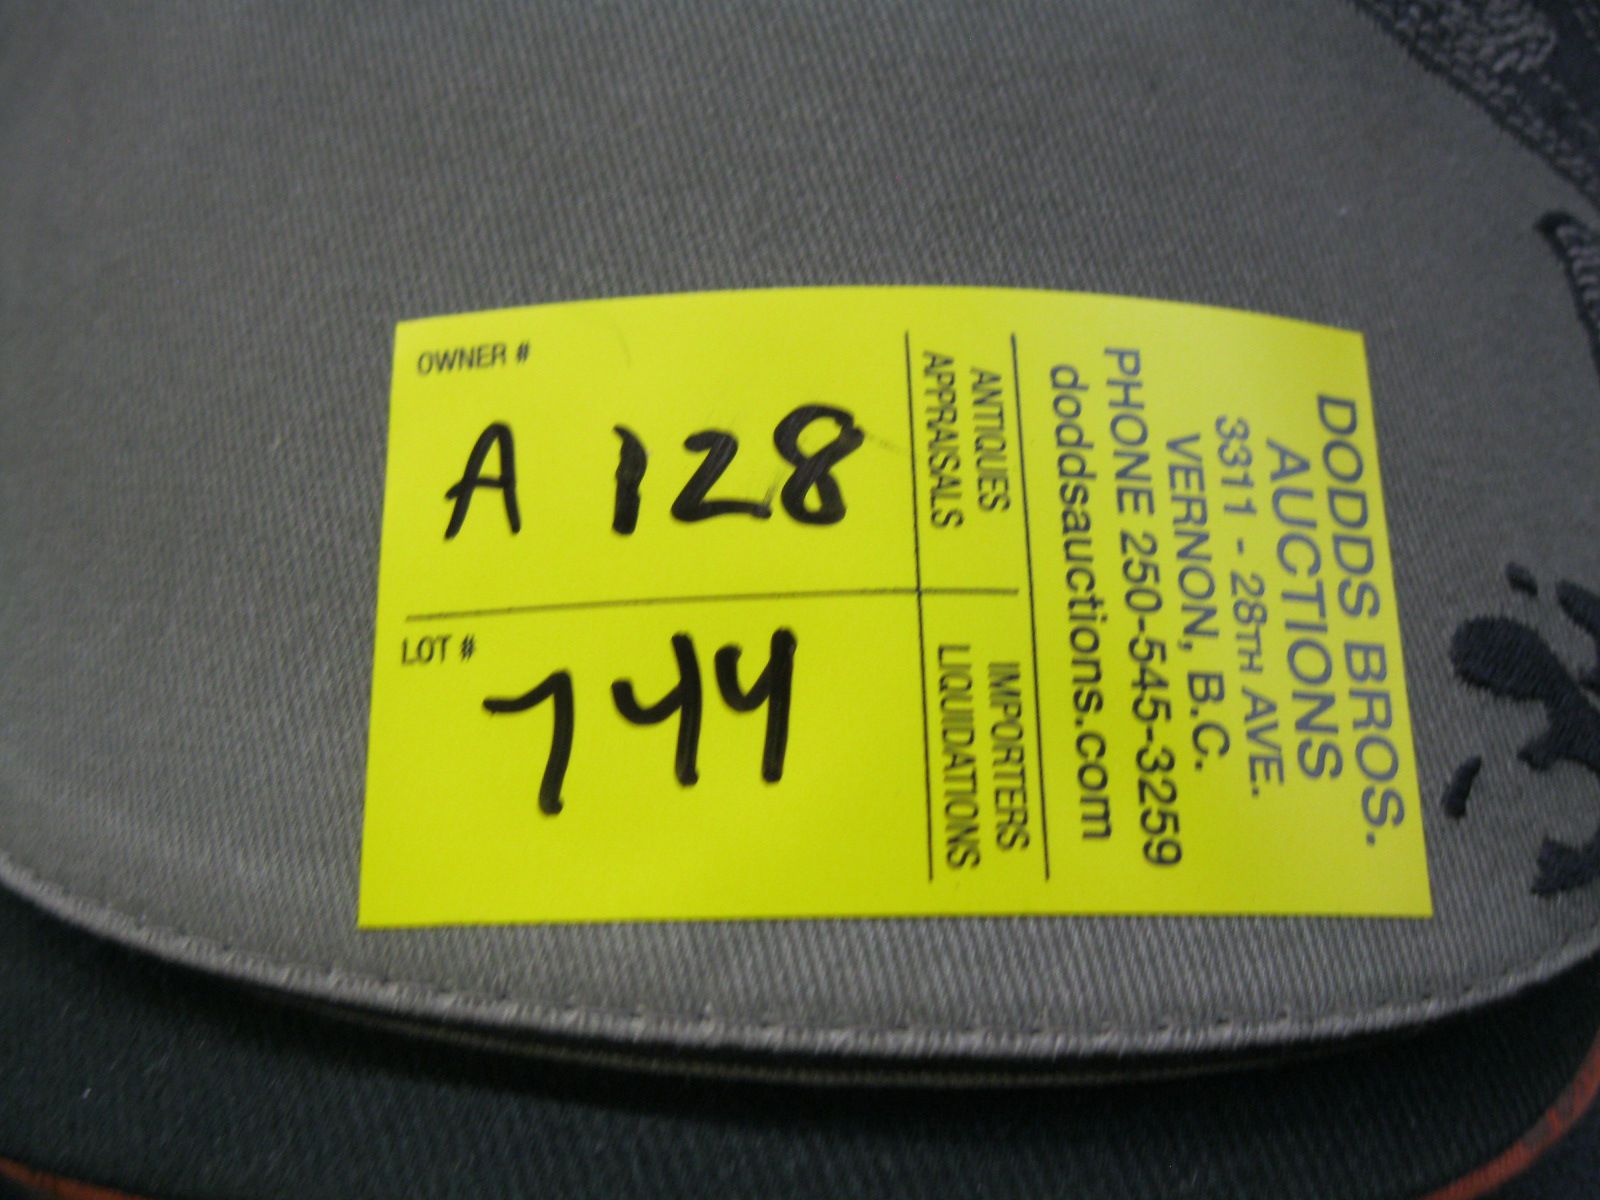 OWNER #
A 128
LOT #
744
DODDS BROS.
AUCTIONS
3311 - 28TH AVE.
VERNON, B.C.
PHONE 250-545-3259
doddsauctions.com
ANTIQUES
APPRAISALS
IMPORTERS
LIQUIDATIONS